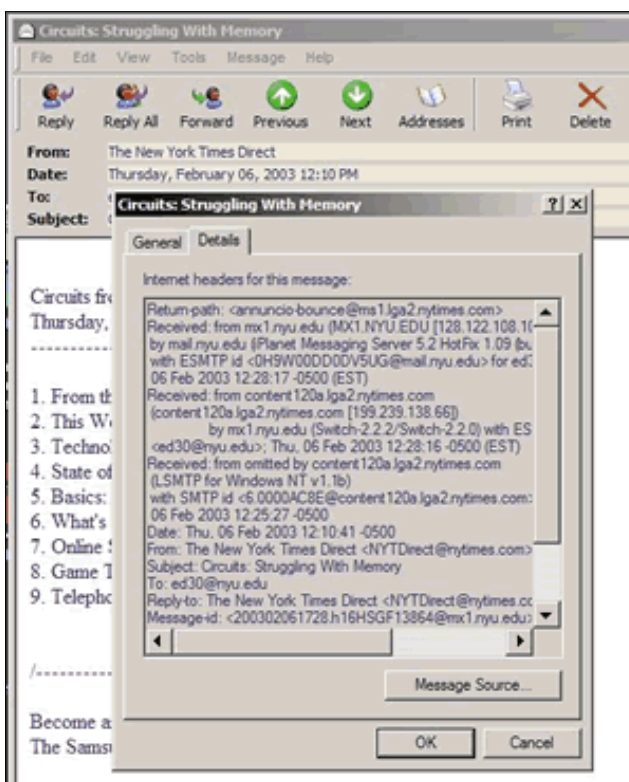 Circuits: Struggling With Memory
File Edit View Tools Message Help
Reply Reply All Forward Previous Next Addresses Print Delete
From: The New York Times Direct
Date: Thursday, February 06, 2003 12:10 PM
To:
Subject:
Circuits: Struggling With Memory
General Details
Internet headers for this message:
Return-path: <annuncio-bounce@ms1.lga2.nytimes.com>
Received: from mx1.nyu.edu (MX1.NYU.EDU [128.122.108.10
by mail.nyu.edu (iPlanet Messaging Server 5.2 HotFix 1.09 (bu
with ESMTP id <0H9W00DD0DV5UG@mail.nyu.edu> for ed3
06 Feb 2003 12:28:17 -0500 (EST)
Received: from content120a.lga2.nytimes.com
(content120a.lga2.nytimes.com [199.239.138.66])
by mx1.nyu.edu (Switch-2.2.2/Switch-2.2.0) with ES
<ed30@nyu.edu>; Thu, 06 Feb 2003 12:28:16 -0500 (EST)
Received: from omitted by content120a.lga2.nytimes.com
(LSMTP for Windows NT v1.1b)
with SMTP id <6.0000AC8E@content120a.lga2.nytimes.com
06 Feb 2003 12:25:27 -0500
Date: Thu, 06 Feb 2003 12:10:41 -0500
From: The New York Times Direct <NYTDirect@nytimes.com>
Subject: Circuits: Struggling With Memory
To: ed30@nyu.edu
Reply-to: The New York Times Direct <NYTDirect@nytimes.co
Message-id: <200302061728.h16HSGF13864@mx1.nyu.edu>
Message Source...
OK Cancel
Circuits fr
Thursday,
1. From th
2. This We
3. Techno
4. State of
5. Basics:
6. What's
7. Online S
8. Game T
9. Telepho
Become a
The Samsu